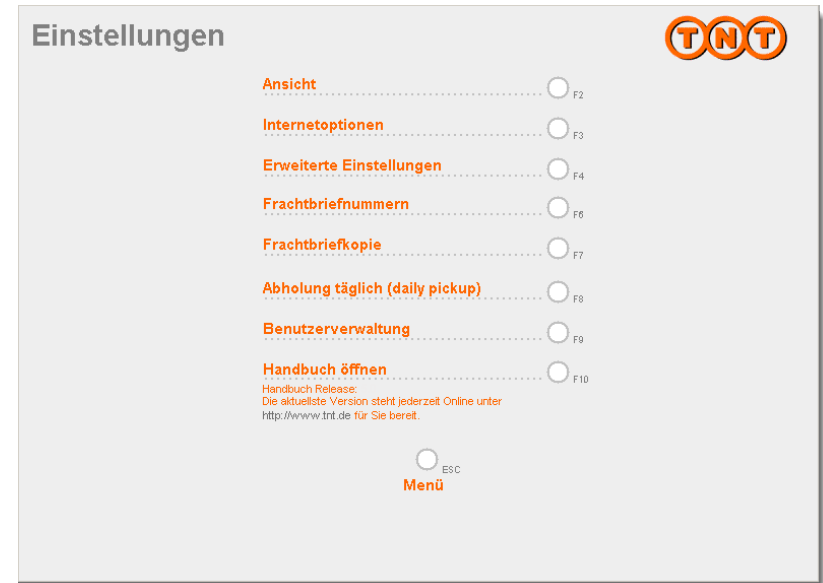 Einstellungen
TNT
Ansicht F2
Internetoptionen F3
Erweiterte Einstellungen F4
Frachtbriefnummern F6
Frachtbriefkopie F7
Abholung täglich (daily pickup) F8
Benutzerverwaltung F9
Handbuch öffnen F10
Handbuch Release:
Die aktuellste Version steht jederzeit Online unter
http://www.tnt.de für Sie bereit.
ESC
Menü